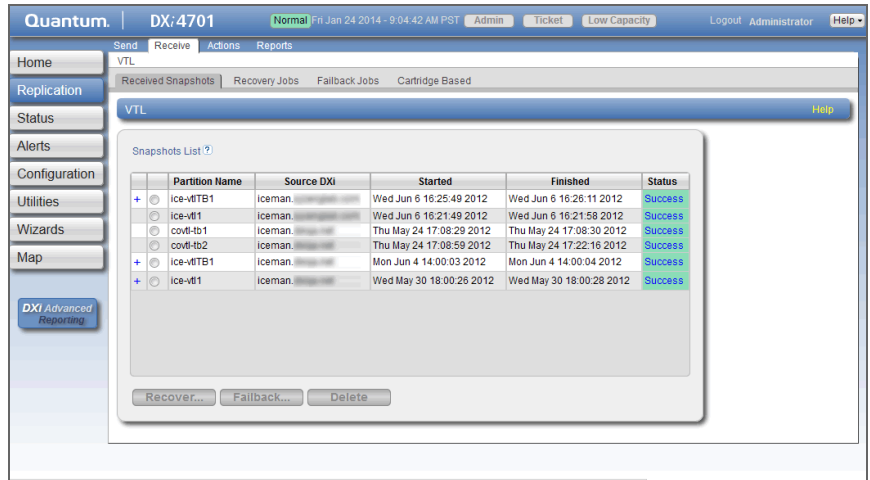 Quantum. DXi4701 Normal Fri Jan 24 2014 - 9:04:42 AM PST Admin Ticket Low Capacity Logout Administrator Help
Send Receive Actions Reports
Home
VTL
Received Snapshots Recovery Jobs Failback Jobs Cartridge Based
Replication
VTL Help
Status
Alerts
Snapshots List ?
Configuration
Partition Name Source DXi Started Finished Status
Utilities
+ ice-vtlTB1 iceman. Wed Jun 6 16:25:49 2012 Wed Jun 6 16:26:11 2012 Success
ice-vtl1 iceman. Wed Jun 6 16:21:49 2012 Wed Jun 6 16:21:58 2012 Success
Wizards
covtl-tb1 iceman. Thu May 24 17:08:29 2012 Thu May 24 17:08:30 2012 Success
covtl-tb2 iceman. Thu May 24 17:08:59 2012 Thu May 24 17:22:16 2012 Success
Map
+ ice-vtlTB1 iceman. Mon Jun 4 14:00:03 2012 Mon Jun 4 14:00:04 2012 Success
+ ice-vtl1 iceman. Wed May 30 18:00:26 2012 Wed May 30 18:00:28 2012 Success
DXI Advanced
Reporting
Recover... Failback... Delete